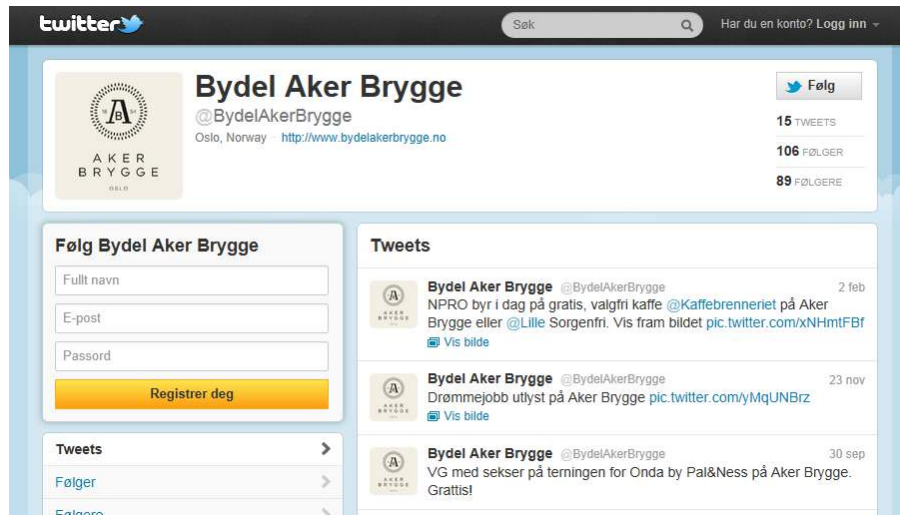 twitter
Søk
Har du en konto? Logg inn
Bydel Aker Brygge
@BydelAkerBrygge
Oslo, Norway · http://www.bydelakerbrygge.no
AKER
BRYGGE
OSLO
Følg
15 TWEETS
106 FØLGER
89 FØLGERE
Følg Bydel Aker Brygge
Fullt navn
E-post
Passord
Registrer deg
Tweets
Følger
Følgere
Tweets
Bydel Aker Brygge @BydelAkerBrygge 2 feb
NPRO byr i dag på gratis, valgfri kaffe @Kaffebrenneriet på Aker
Brygge eller @Lille Sorgenfri. Vis fram bildet pic.twitter.com/xNHmtFBf
Vis bilde
Bydel Aker Brygge @BydelAkerBrygge 23 nov
Drømmejobb utlyst på Aker Brygge pic.twitter.com/yMqUNBrz
Vis bilde
Bydel Aker Brygge @BydelAkerBrygge 30 sep
VG med sekser på terningen for Onda by Pal&Ness på Aker Brygge.
Grattis!